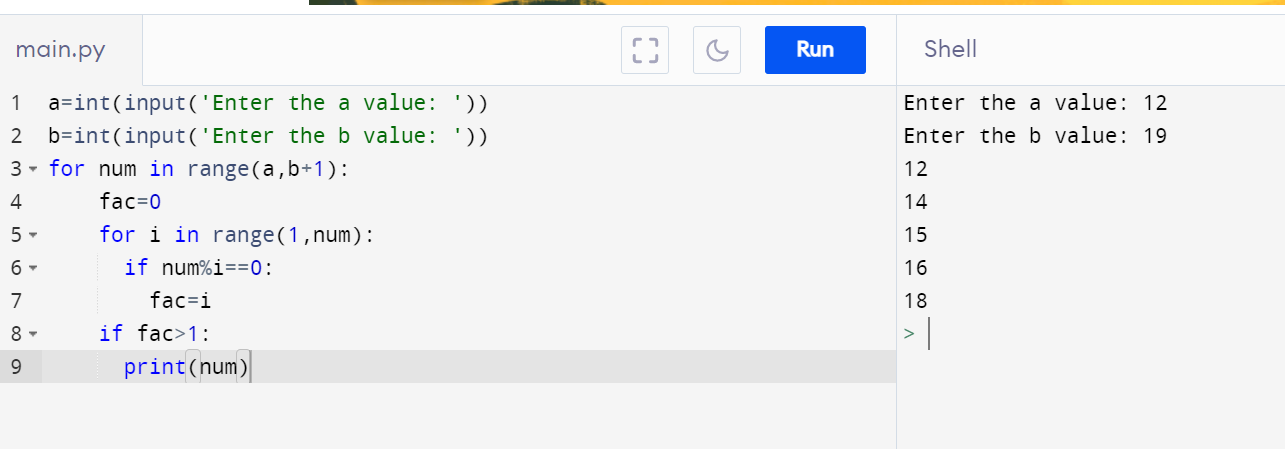 main.py
Run
Shell
1 a=int(input('Enter the a value: '))
2 b=int(input('Enter the b value: '))
3 for num in range(a,b+1):
4     fac=0
5     for i in range(1,num):
6       if num%i==0:
7         fac=i
8     if fac>1:
9       print(num)
Enter the a value: 12
Enter the b value: 19
12
14
15
16
18
>